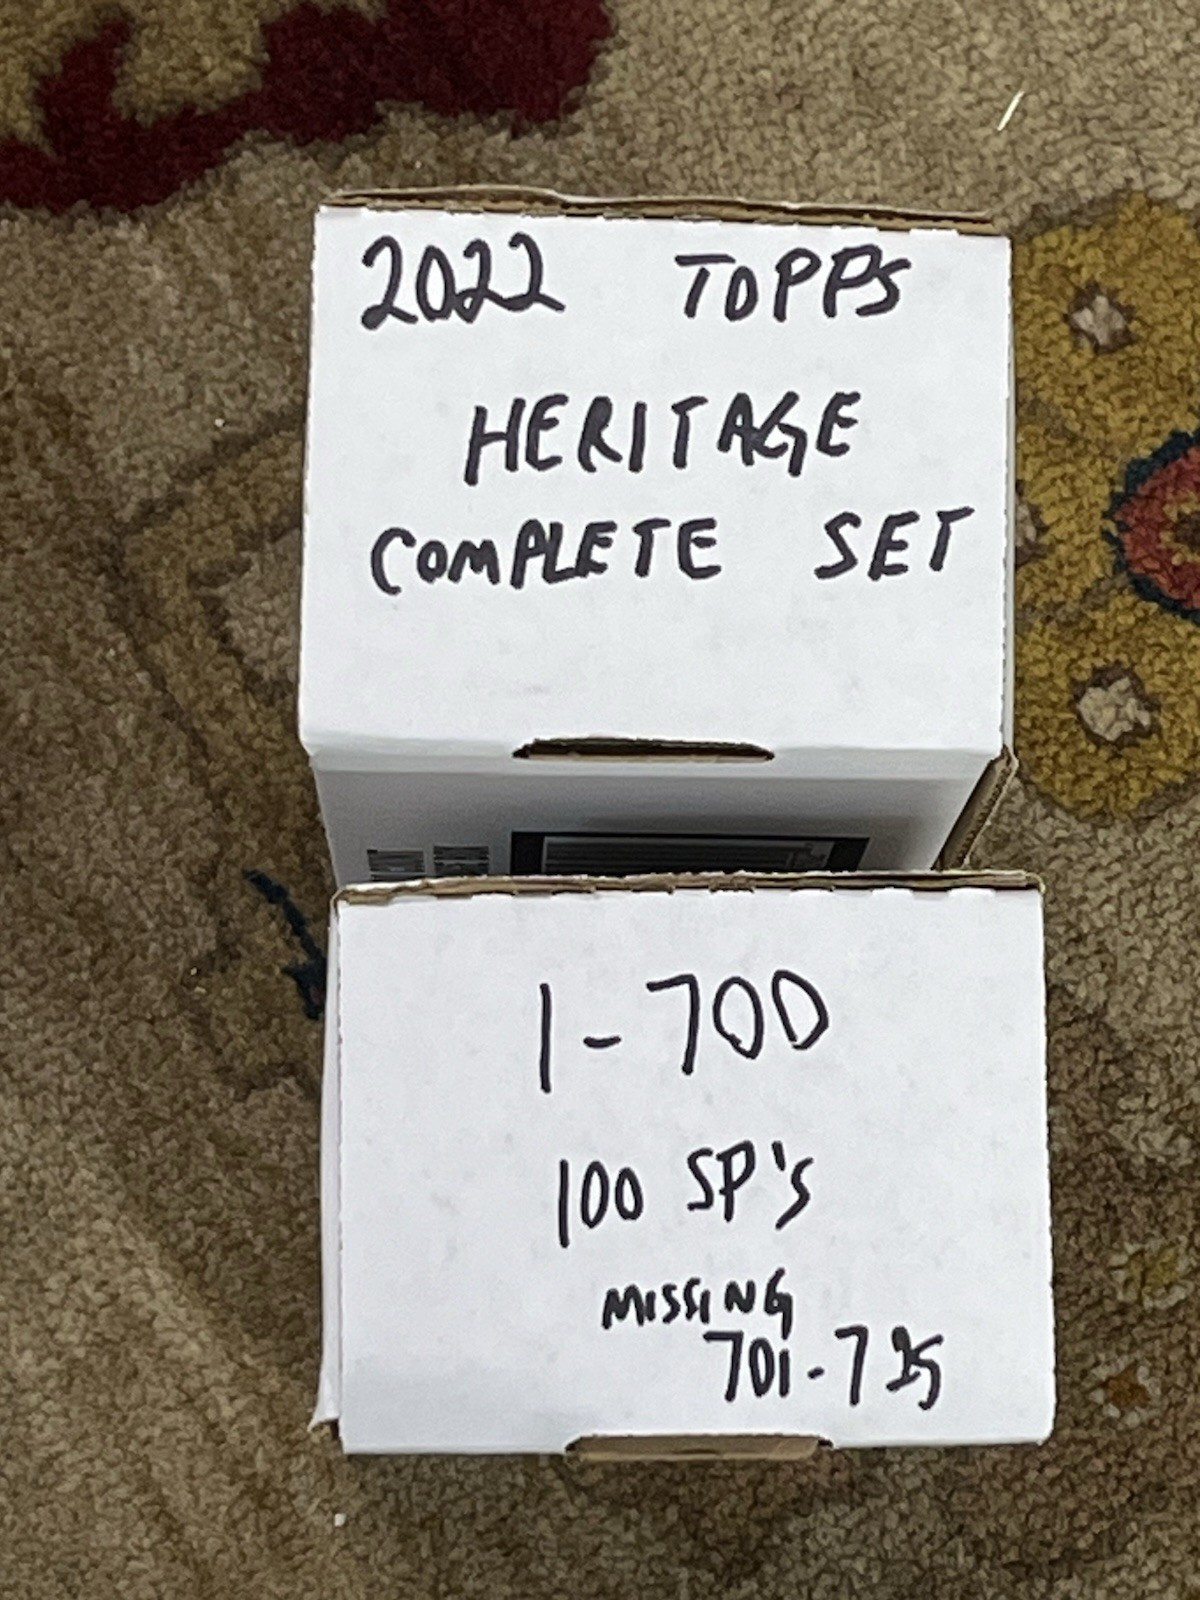 2022 TOPPS
HERITAGE
COMPLETE SET
1-700
100 SP's
MISSING
701-725